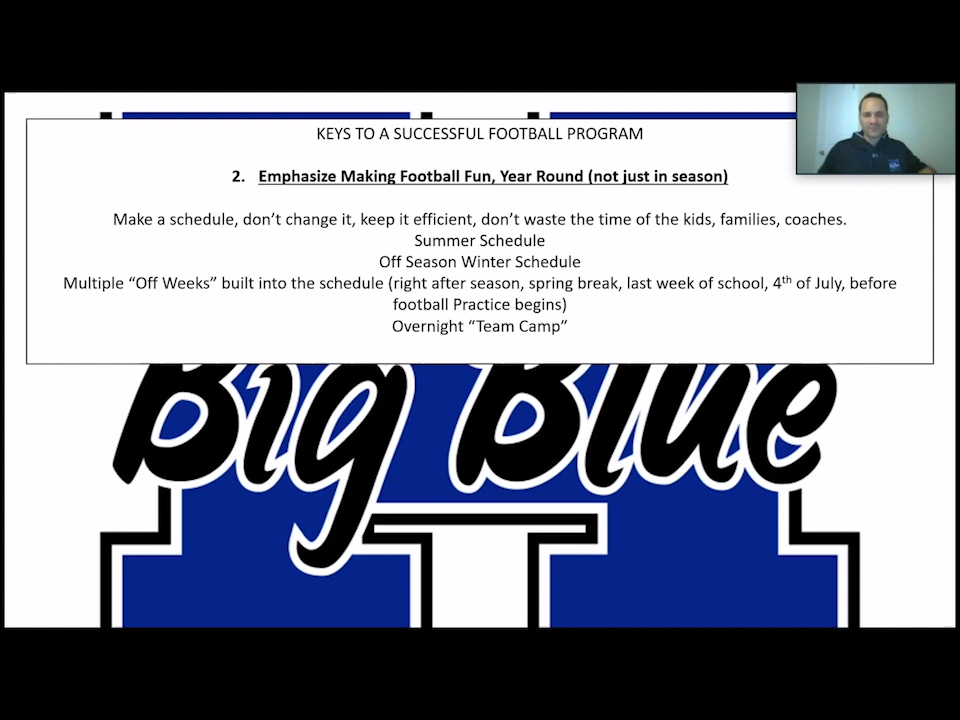 KEYS TO A SUCCESSFUL FOOTBALL PROGRAM
2. Emphasize Making Football Fun, Year Round (not just in season)
Make a schedule, don’t change it, keep it efficient, don’t waste the time of the kids, families, coaches.
Summer Schedule
Off Season Winter Schedule
Multiple “Off Weeks” built into the schedule (right after season, spring break, last week of school, 4th of July, before
football Practice begins)
Overnight “Team Camp”
Big Blue